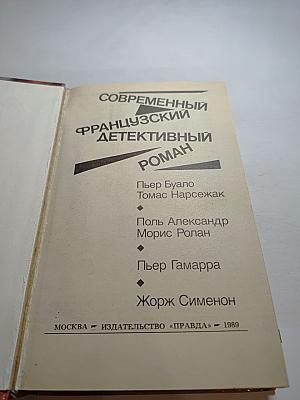 СОВРЕМЕННЫЙ
ФРАНЦУЗСКИЙ
ДЕТЕКТИВНЫЙ
РОМАН
Пьер Буало
Томас Нарсежак
Поль Александр
Морис Ролан
Пьер Гамарра
Жорж Сименон
МОСКВА — ИЗДАТЕЛЬСТВО «ПРАВДА» — 1989